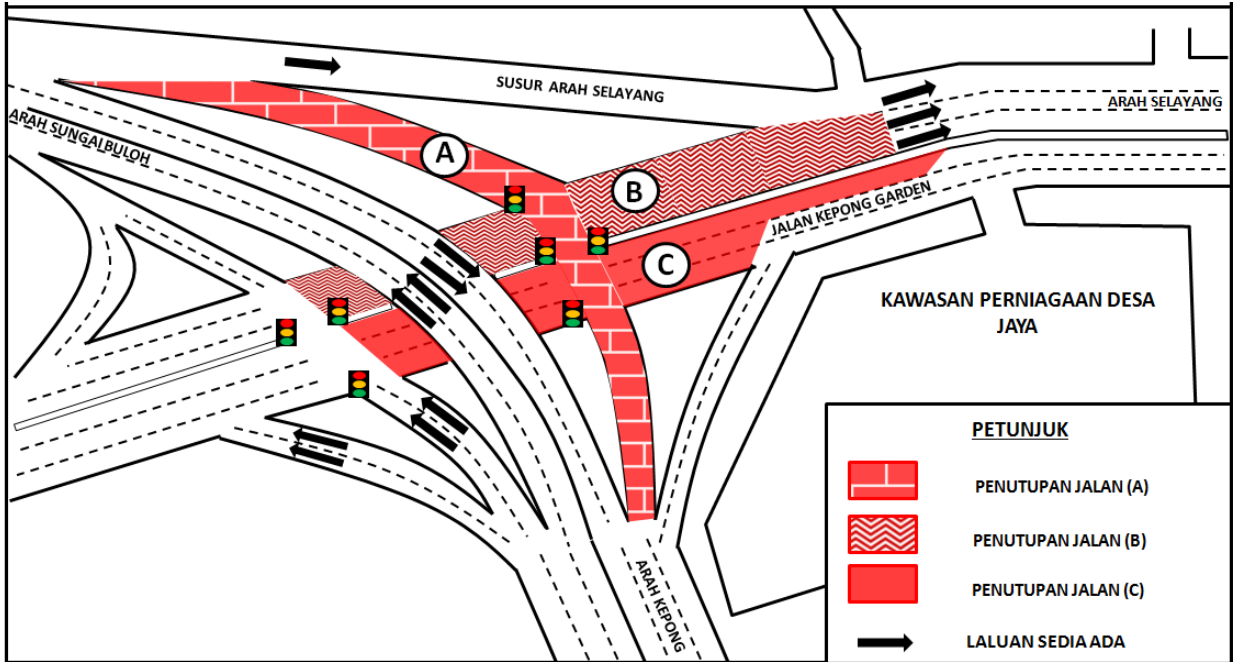 SUSUR ARAH SELAYANG
ARAH SELAYANG
ARAH SUNGAI BULOH
A
B
JALAN KEPONG GARDEN
C
KAWASAN PERNIAGAAN DESA
JAYA
ARAH KEPONG
PETUNJUK
PENUTUPAN JALAN (A)
PENUTUPAN JALAN (B)
PENUTUPAN JALAN (C)
LALUAN SEDIA ADA